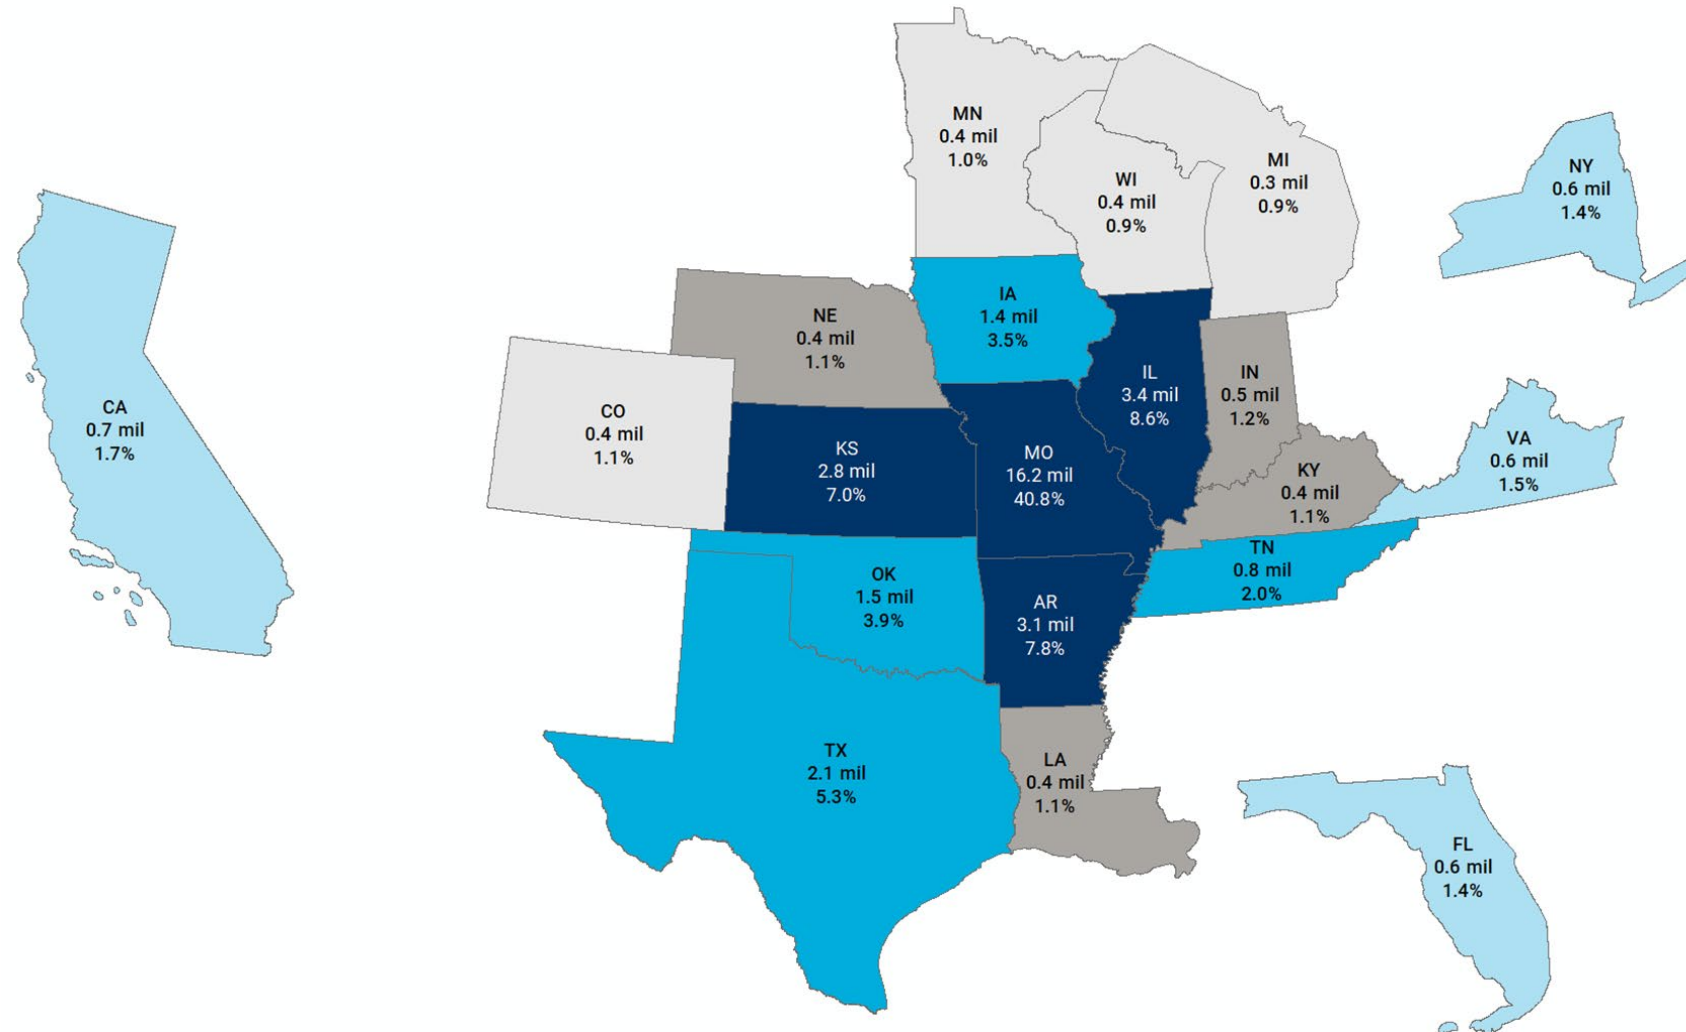 MN
0.4 mil
1.0%
WI
0.4 mil
0.9%
MI
0.3 mil
0.9%
NY
0.6 mil
1.4%
NE
0.4 mil
1.1%
IA
1.4 mil
3.5%
IL
3.4 mil
8.6%
IN
0.5 mil
1.2%
CA
0.7 mil
1.7%
CO
0.4 mil
1.1%
KS
2.8 mil
7.0%
MO
16.2 mil
40.8%
KY
0.4 mil
1.1%
VA
0.6 mil
1.5%
OK
1.5 mil
3.9%
AR
3.1 mil
7.8%
TN
0.8 mil
2.0%
TX
2.1 mil
5.3%
LA
0.4 mil
1.1%
FL
0.6 mil
1.4%